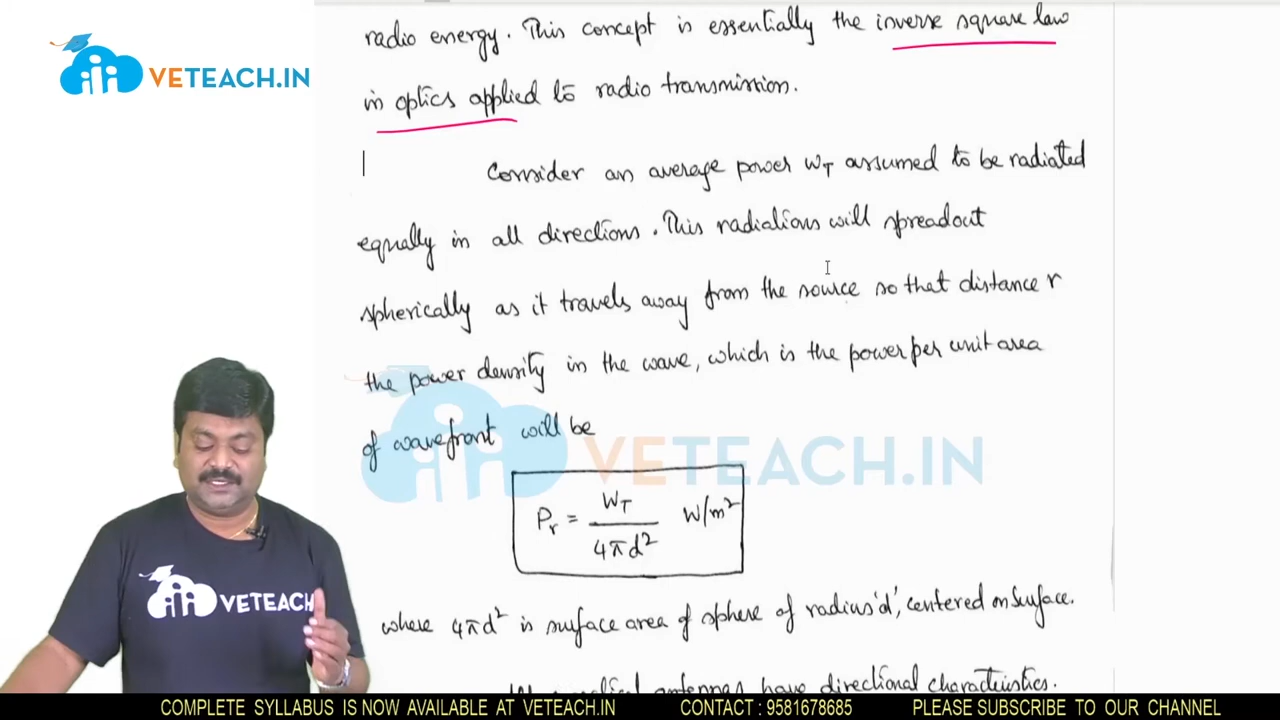 radio energy. This concept is essentially the inverse square law
VETEACH.IN
in optics applied to radio transmission.
Consider an average power WT assumed to be radiated
equally in all directions. This radiations will spreadout
spherically as it travels away from the source so that distance r
the power density in the wave, which is the power per unit area
of wavefront will be
VETEACH.IN
Pr = WT / 4πd² W/m²
VETEACH
where 4πd² is surface area of sphere of radius 'd', centered on surface.
antennas have directional characteristics.
COMPLETE SYLLABUS IS NOW AVAILABLE AT VETEACH.IN CONTACT : 9581678685 PLEASE SUBSCRIBE TO OUR CHANNEL